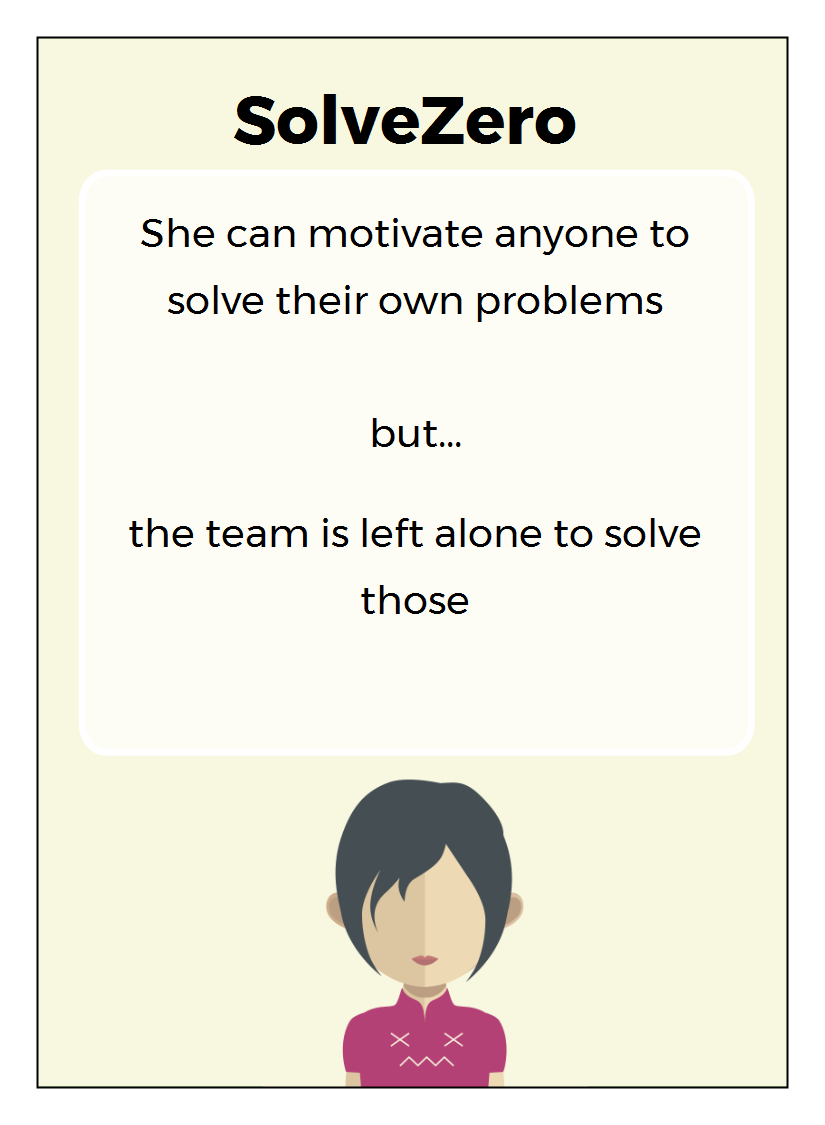 SolveZero
She can motivate anyone to
solve their own problems
but...
the team is left alone to solve
those